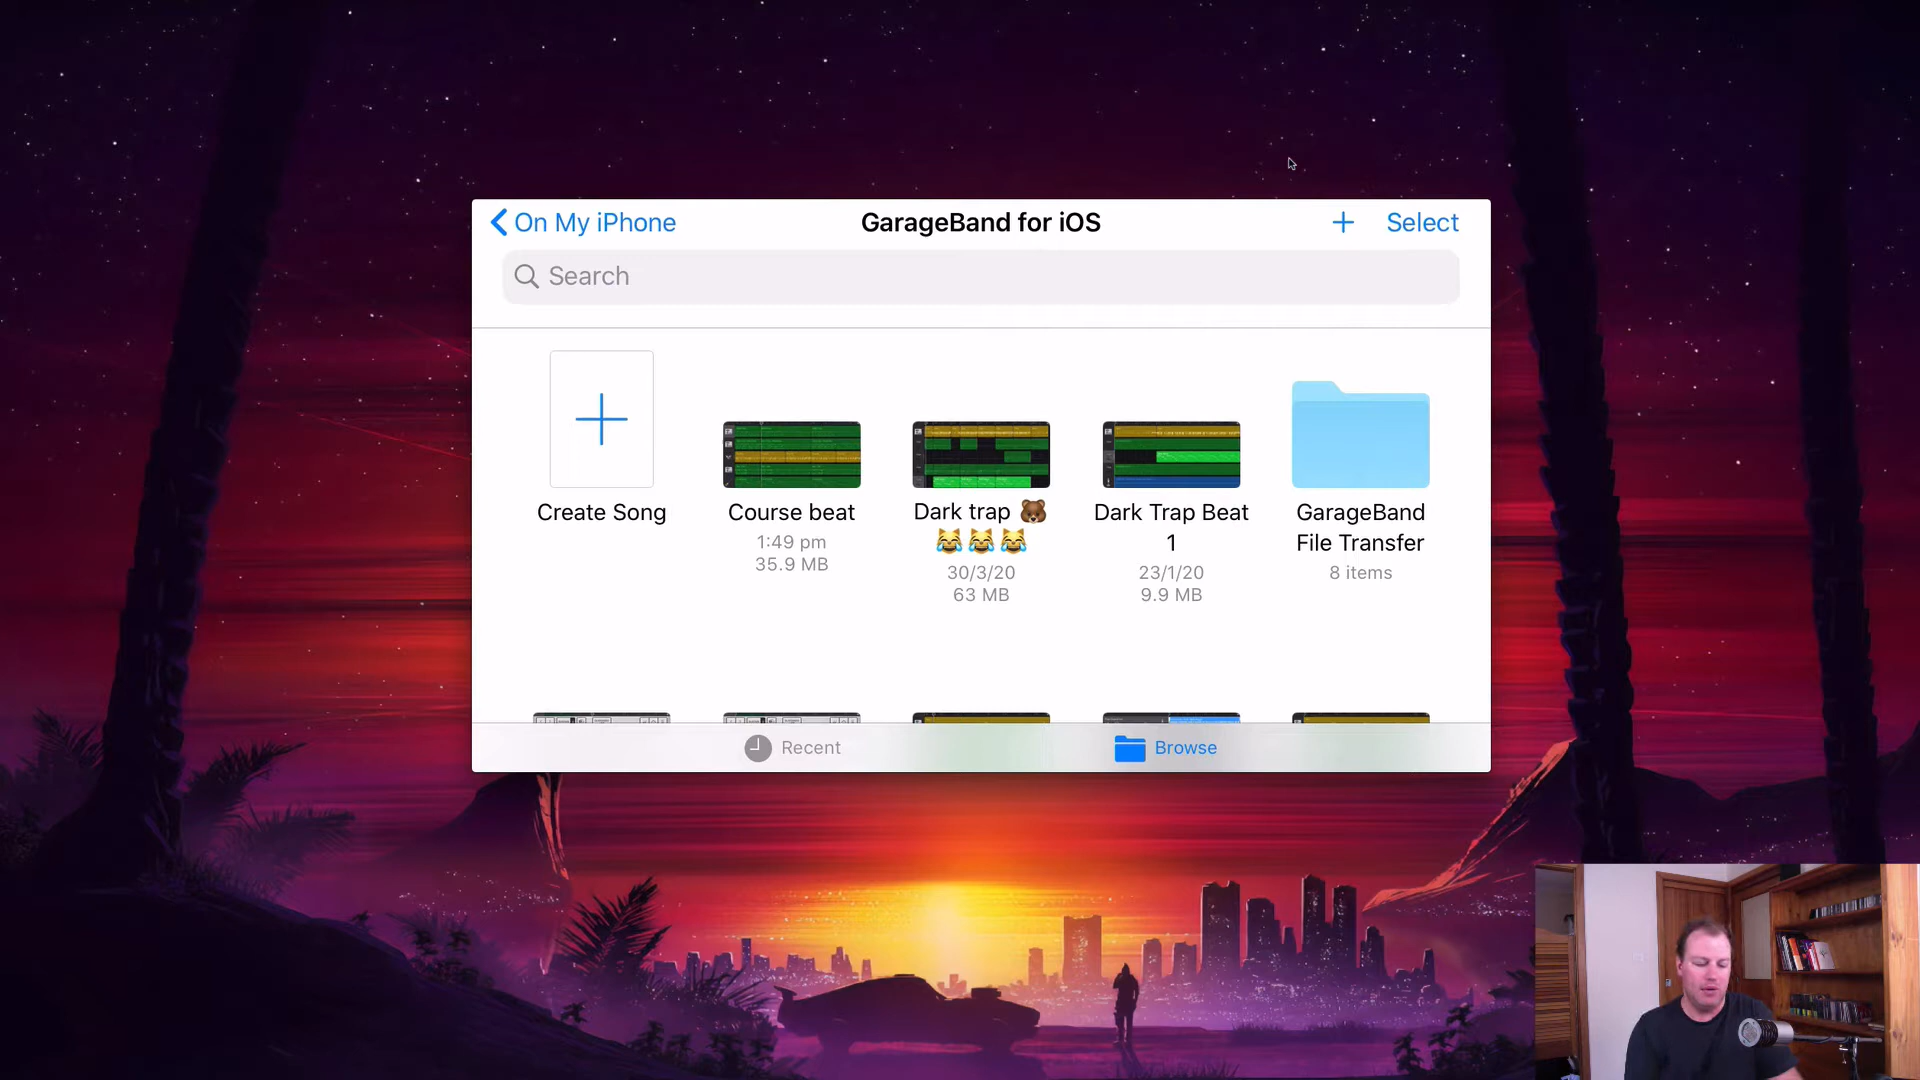 On My iPhone
GarageBand for iOS
Select
Search
Create Song
Course beat
1:49 pm
35.9 MB
Dark trap 🐻
😹😹😹
30/3/20
63 MB
Dark Trap Beat
1
23/1/20
9.9 MB
GarageBand
File Transfer
8 items
Recent
Browse